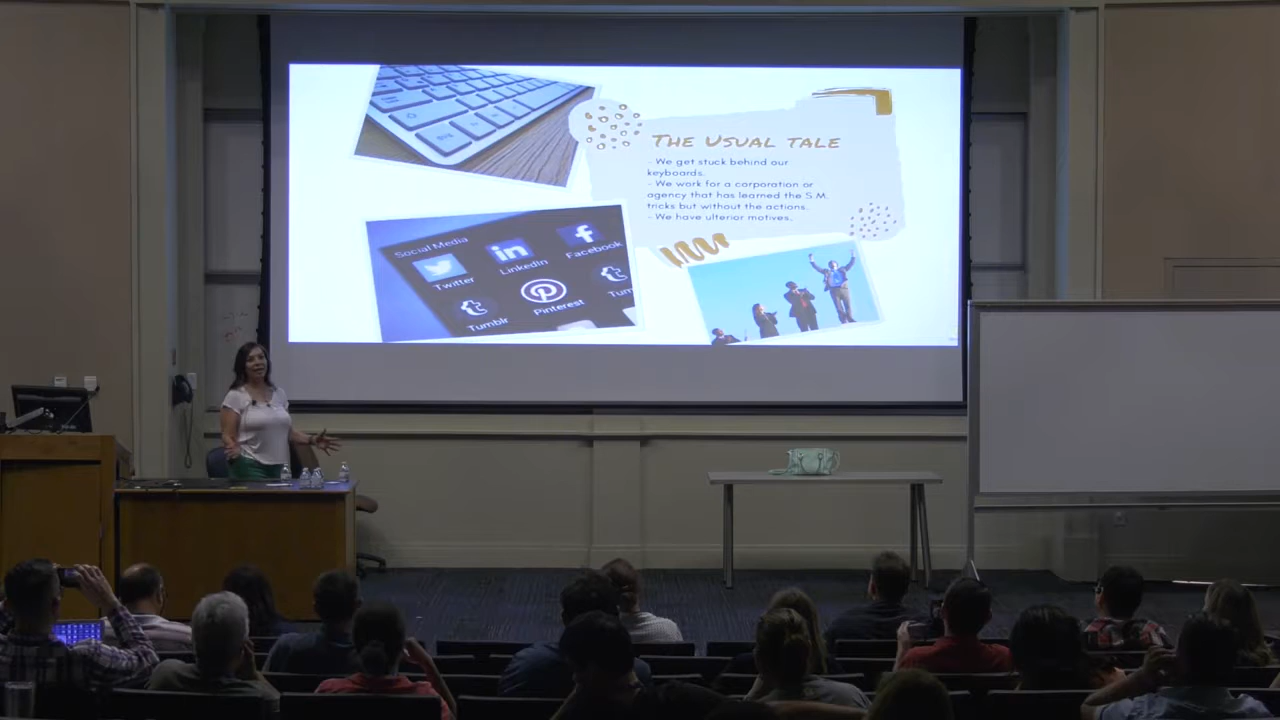 The Usual tale
- We get stuck behind our
keyboards.
- We work for a corporation or
agency that has learned the S.M.
tricks but without the actions.
- We have ulterior motives.
Social Media
Twitter
LinkedIn
Facebook
Tumblr
Pinterest
Tum